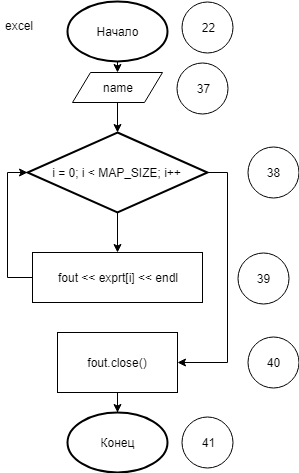 excel
Начало
22
name
37
i = 0; i < MAP_SIZE; i++
38
fout << exprt[i] << endl
39
fout.close()
40
Конец
41